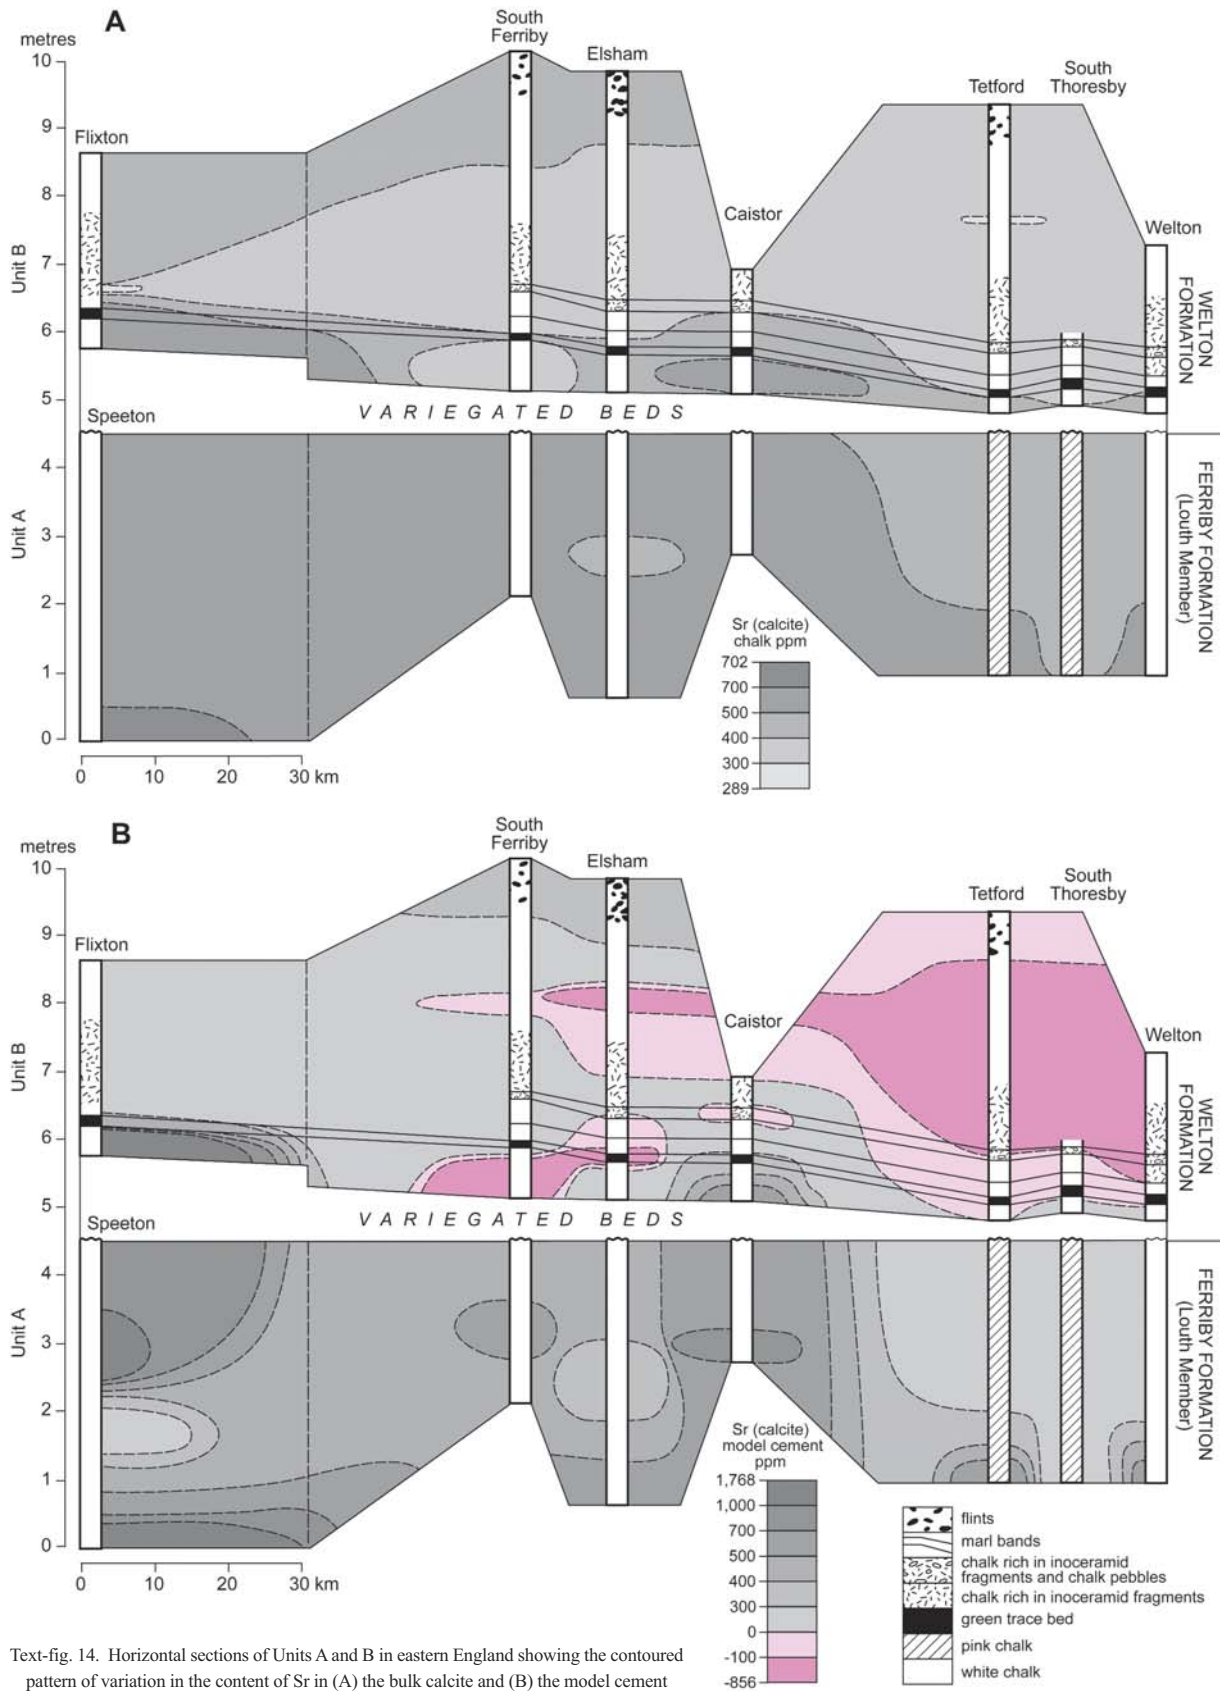 A
metres
10
9
8
7
6
5
4
3
2
1
0
Unit B
Unit A
Flixton
South
Ferriby
Elsham
Caistor
Tetford
South
Thoresby
Welton
WELTON
FORMATION
VARIEGATED BEDS
Speeton
FERRIBY FORMATION
(Louth Member)
Sr (calcite)
chalk ppm
702
700
500
400
300
289
0 10 20 30 km
B
metres
10
9
8
7
6
5
4
3
2
1
0
Unit B
Unit A
Flixton
South
Ferriby
Elsham
Caistor
Tetford
South
Thoresby
Welton
WELTON
FORMATION
VARIEGATED BEDS
Speeton
FERRIBY FORMATION
(Louth Member)
Sr (calcite)
model cement
ppm
1,768
1,000
700
500
400
300
0
-100
-856
0 10 20 30 km
flints
marl bands
chalk rich in inoceramid
fragments and chalk pebbles
chalk rich in inoceramid fragments
green trace bed
pink chalk
white chalk
Text-fig. 14. Horizontal sections of Units A and B in eastern England showing the contoured
pattern of variation in the content of Sr in (A) the bulk calcite and (B) the model cement